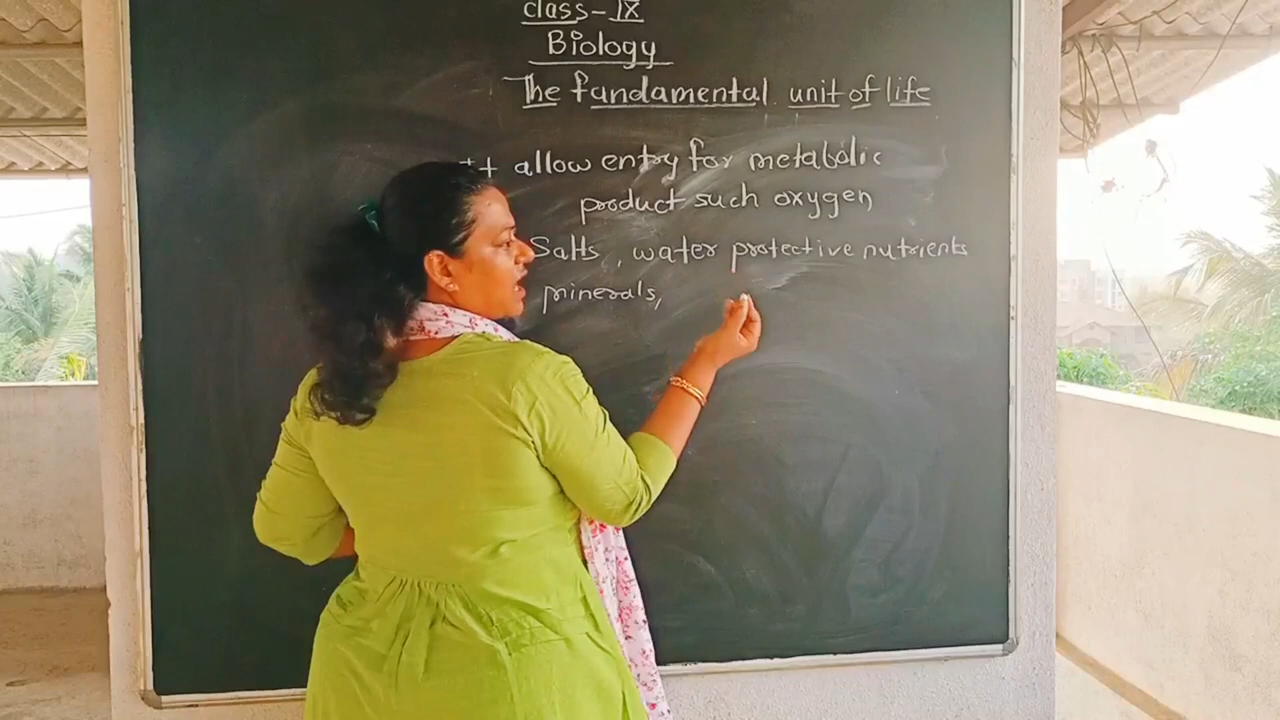 class-IX
Biology
The fundamental unit of life
allow entry for metabolic
product such oxygen
Salts, water protective nutrients
minerals,